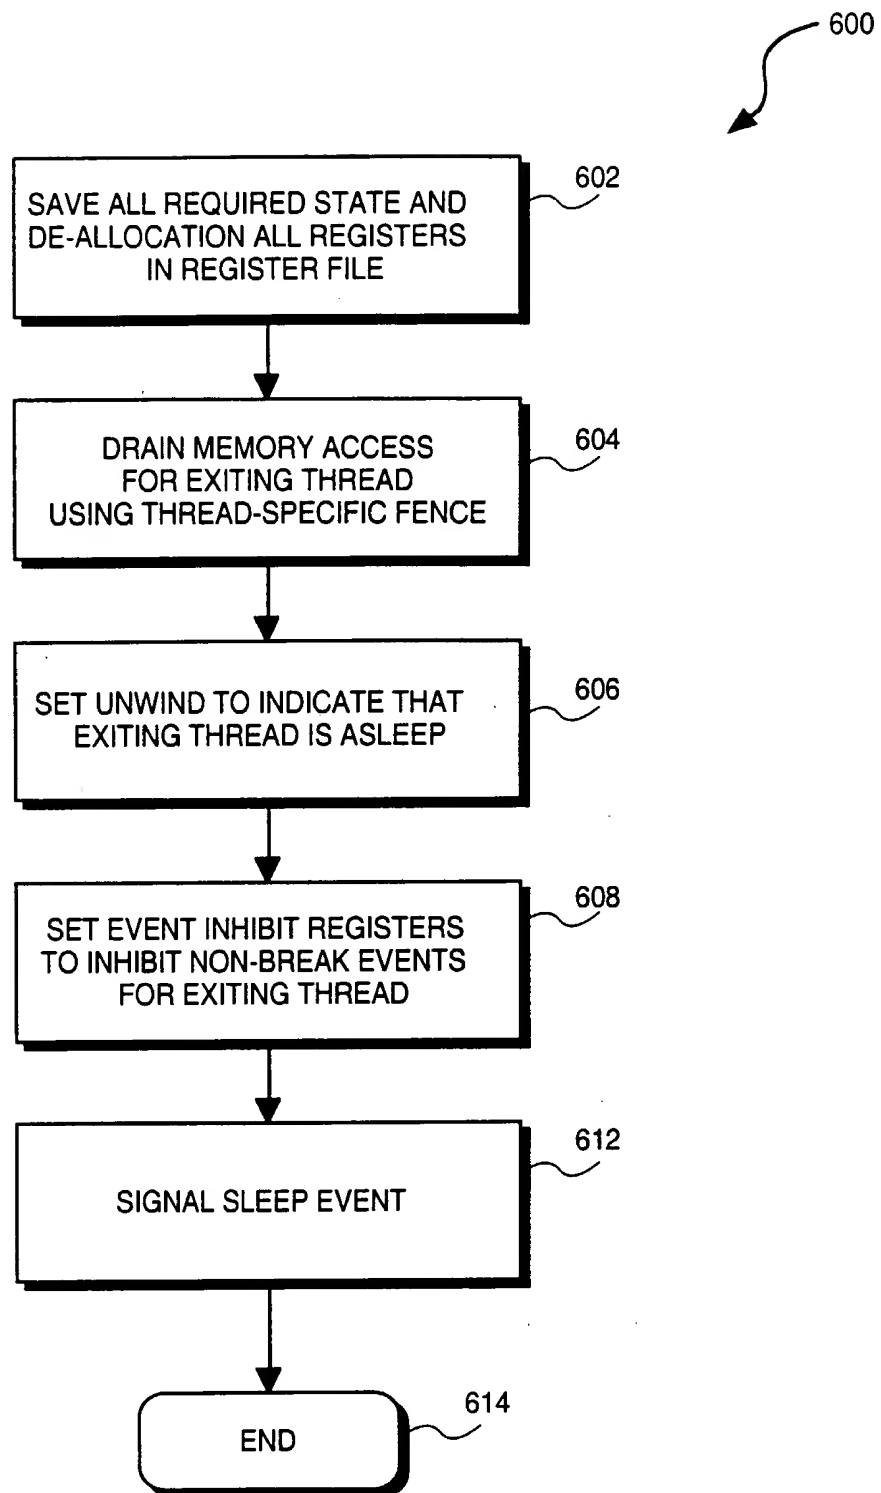 600
SAVE ALL REQUIRED STATE AND
DE-ALLOCATION ALL REGISTERS
IN REGISTER FILE
602
DRAIN MEMORY ACCESS
FOR EXITING THREAD
USING THREAD-SPECIFIC FENCE
604
SET UNWIND TO INDICATE THAT
EXITING THREAD IS ASLEEP
606
SET EVENT INHIBIT REGISTERS
TO INHIBIT NON-BREAK EVENTS
FOR EXITING THREAD
608
SIGNAL SLEEP EVENT
612
END
614